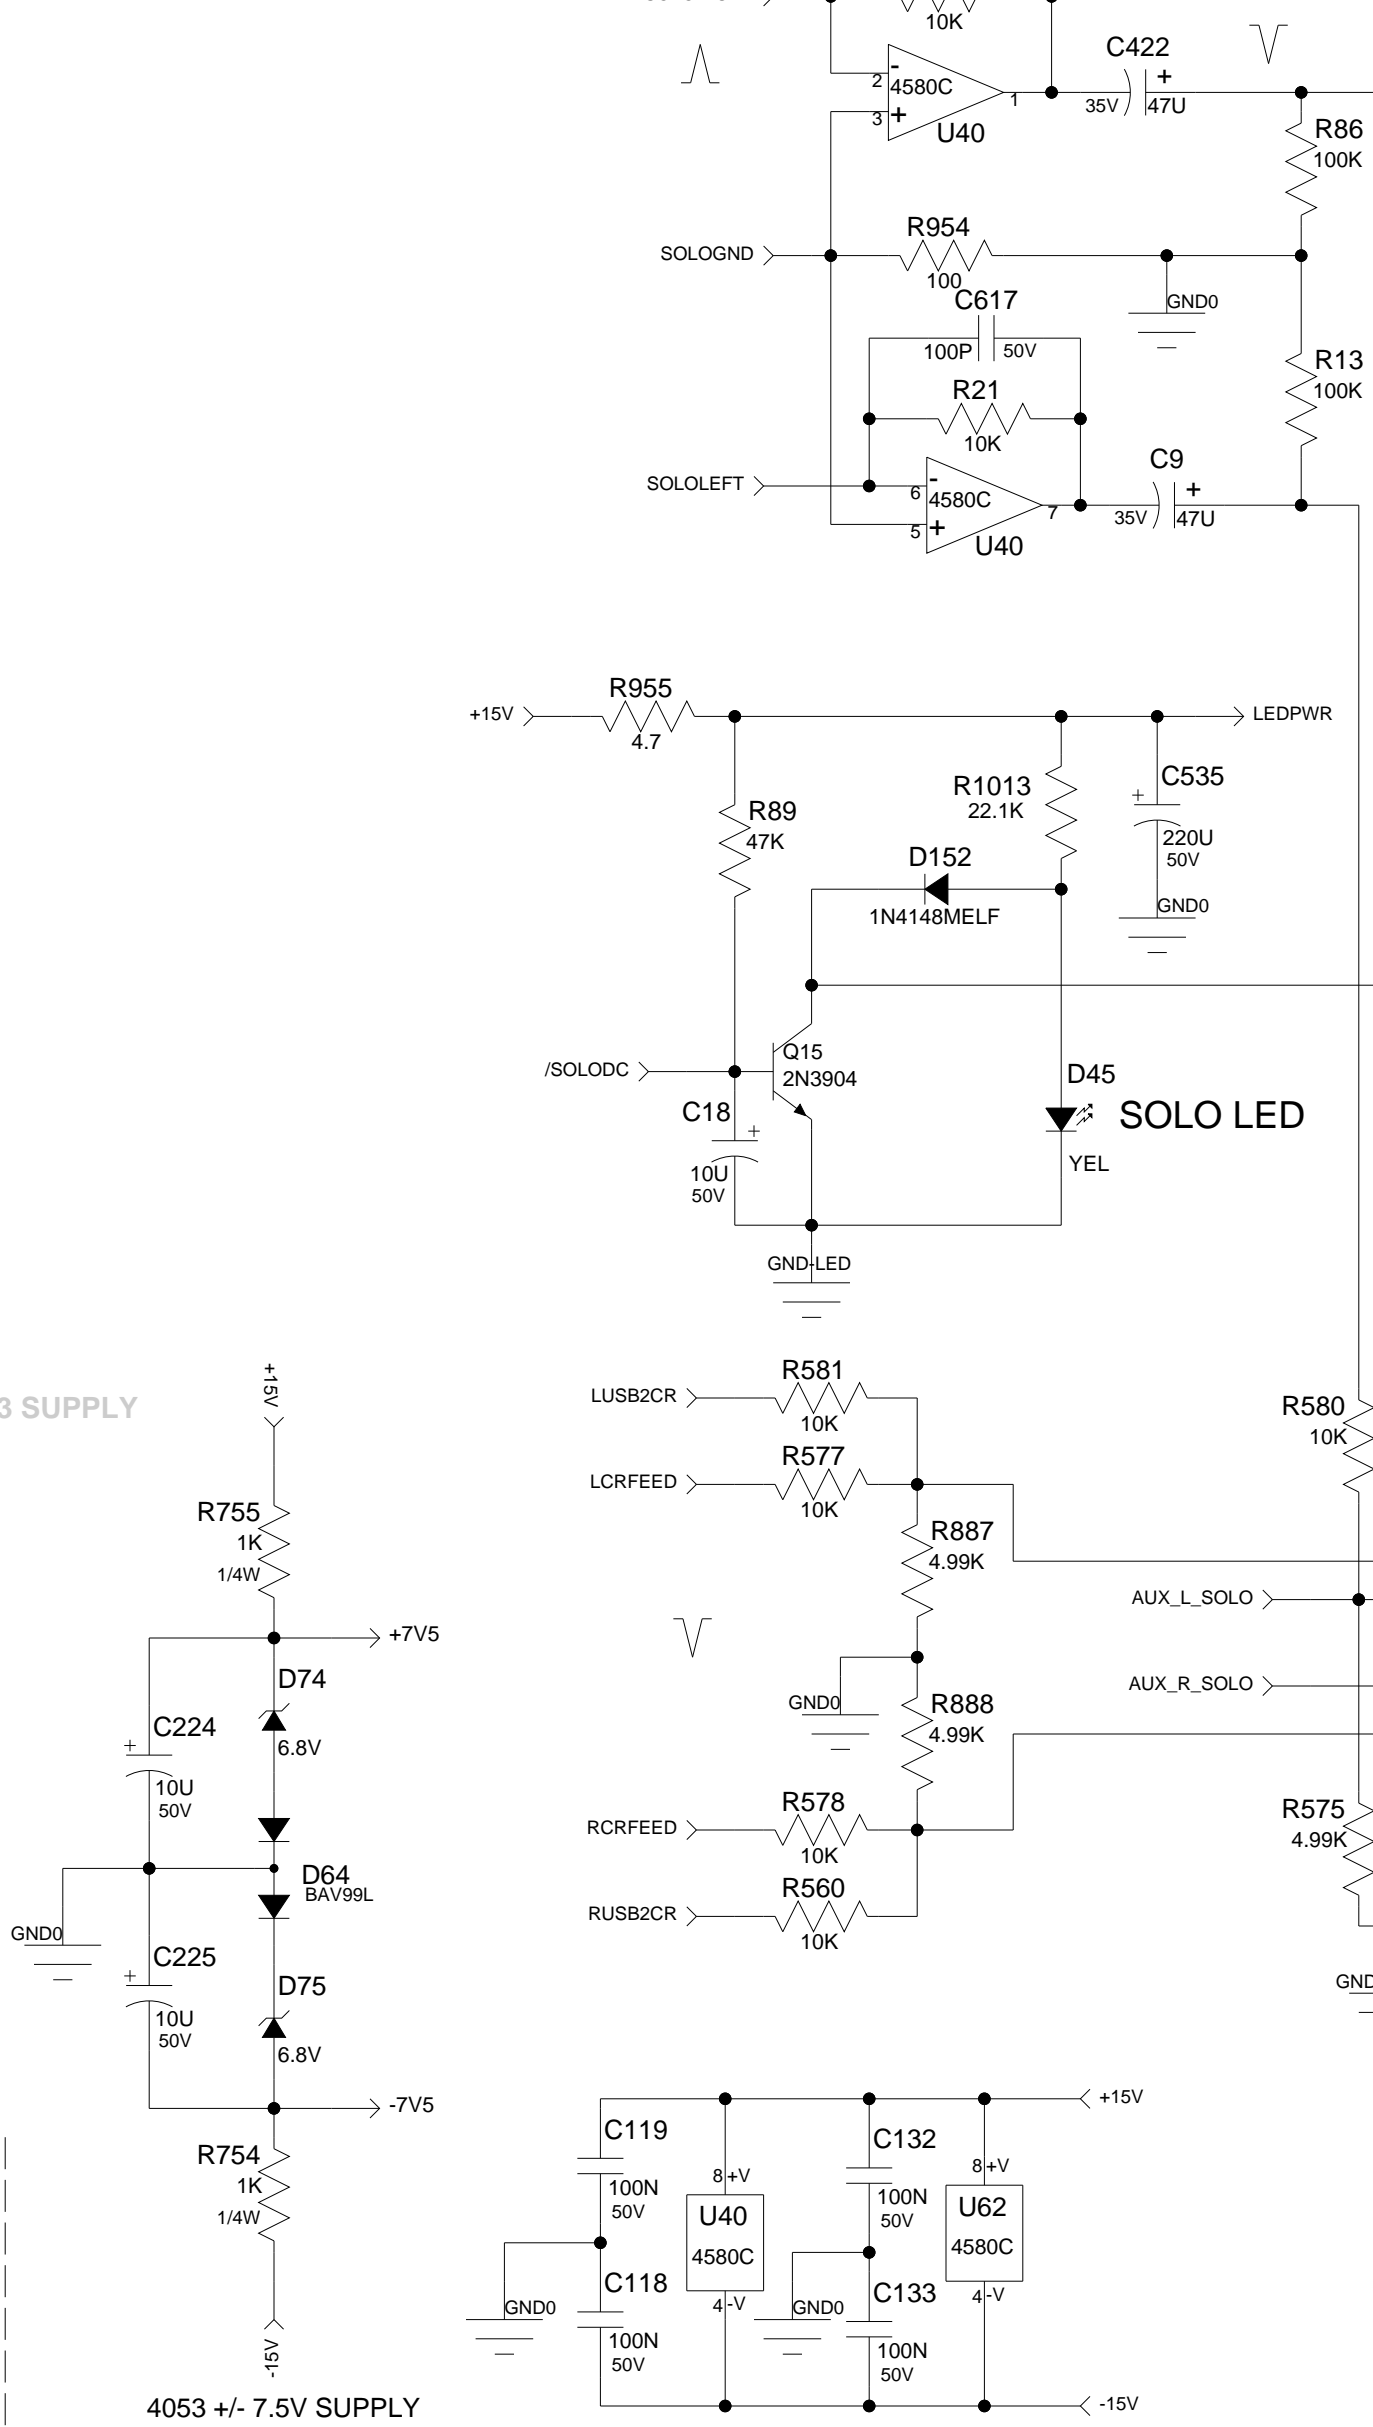 10K
C422
2
-
4580C
1
35V
+
47U
3
+
U40
R86
100K
R954
SOLOGND
100
C617
GND0
100P
50V
R13
100K
R21
10K
C9
SOLOLEFT
6
-
4580C
7
35V
+
47U
5
+
U40
R955
+15V
4.7
LEDPWR
C535
+
R1013
22.1K
R89
47K
220U
50V
D152
1N4148MELF
GND0
Q15
2N3904
/SOLODC
D45
C18
+
SOLO LED
YEL
10U
50V
GND-LED
+15V
R581
LUSB2CR
10K
3 SUPPLY
R580
10K
R577
LCRFEED
10K
R755
1K
1/4W
R887
4.99K
AUX_L_SOLO
+7V5
D74
AUX_R_SOLO
GND0
R888
4.99K
C224
+
6.8V
10U
50V
R578
RCRFEED
10K
R575
4.99K
D64
BAV99L
R560
RUSB2CR
10K
GND0
C225
+
D75
GND
10U
50V
6.8V
-7V5
+15V
C119
C132
R754
1K
1/4W
8
+V
8
+V
100N
50V
U40
4580C
100N
50V
U62
4580C
C118
C133
GND0
4
-V
GND0
4
-V
100N
50V
100N
50V
-15V
-15V
4053 +/- 7.5V SUPPLY